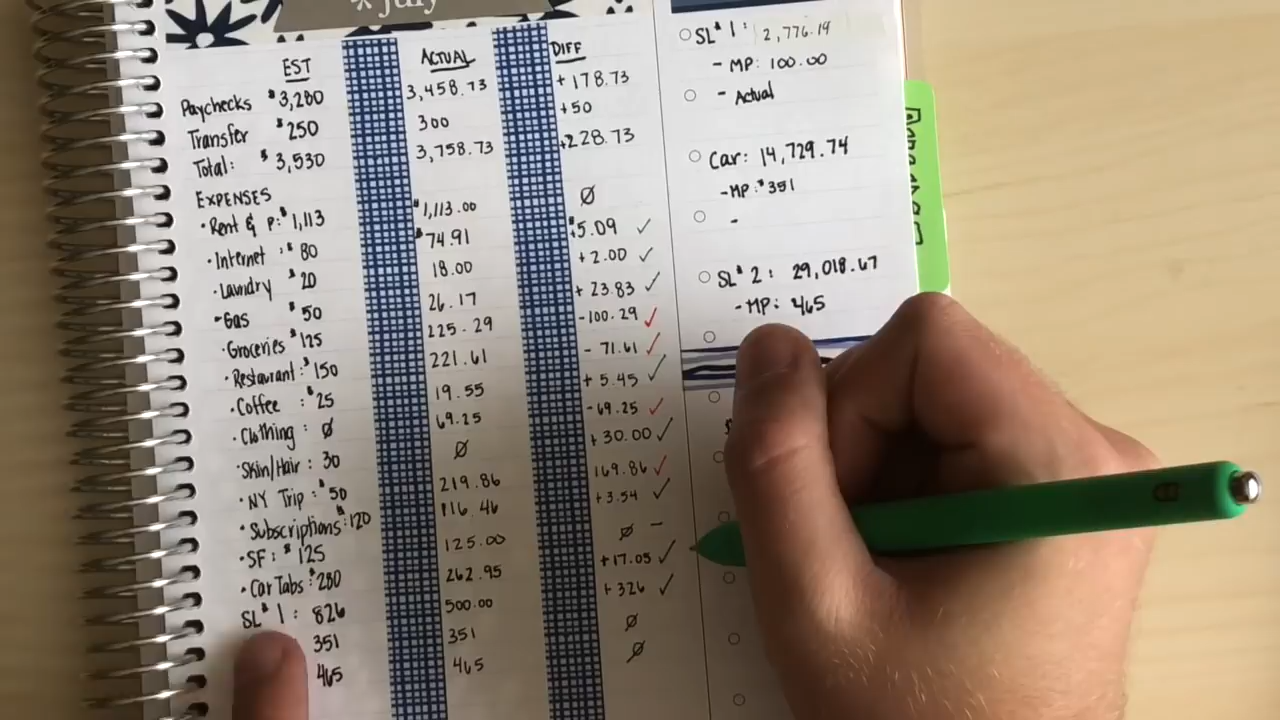 * July
EST ACTUAL DIFF
Paychecks $3,280 3,458.73 +178.73
Transfer $250 300 +50
Total: $3,530 3,758.73 +228.73
EXPENSES
• Rent & P: $1,113 $1,113.00 Ø
• Internet: $80 $74.91 $5.09 ✓
• Laundry $20 18.00 +2.00 ✓
• Gas $50 26.17 +23.83 ✓
• Groceries $125 225.29 -100.29 ✓
• Restaurant: $150 221.61 -71.61 ✓
• Coffee: $25 19.55 +5.45 ✓
• Clothing: Ø 69.25 -69.25 ✓
• Skin/Hair: 30 Ø +30.00 ✓
• NY Trip: $50 219.86 169.86 ✓
• Subscriptions: $120 116.46 +3.54 ✓
• SF: $125 125.00 Ø –
• Car Tabs: $280 262.95 +17.05 ✓
SL# 1: 826 500.00 +326 ✓
351 351 Ø
465 465 Ø
SL# 1: 2,776.19
- MP: 100.00
- Actual
Car: 14,729.74
- MP: $351
-
SL# 2: 29,018.67
- MP: 465